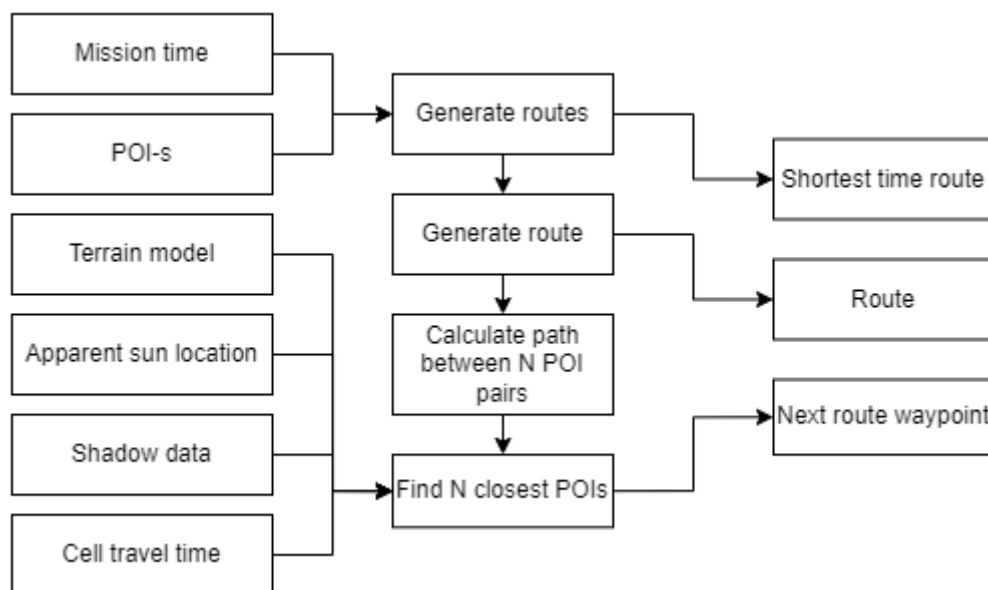 Mission time
POI-s
Terrain model
Apparent sun location
Shadow data
Cell travel time
Generate routes
Generate route
Calculate path
between N POI
pairs
Find N closest POIs
Shortest time route
Route
Next route waypoint